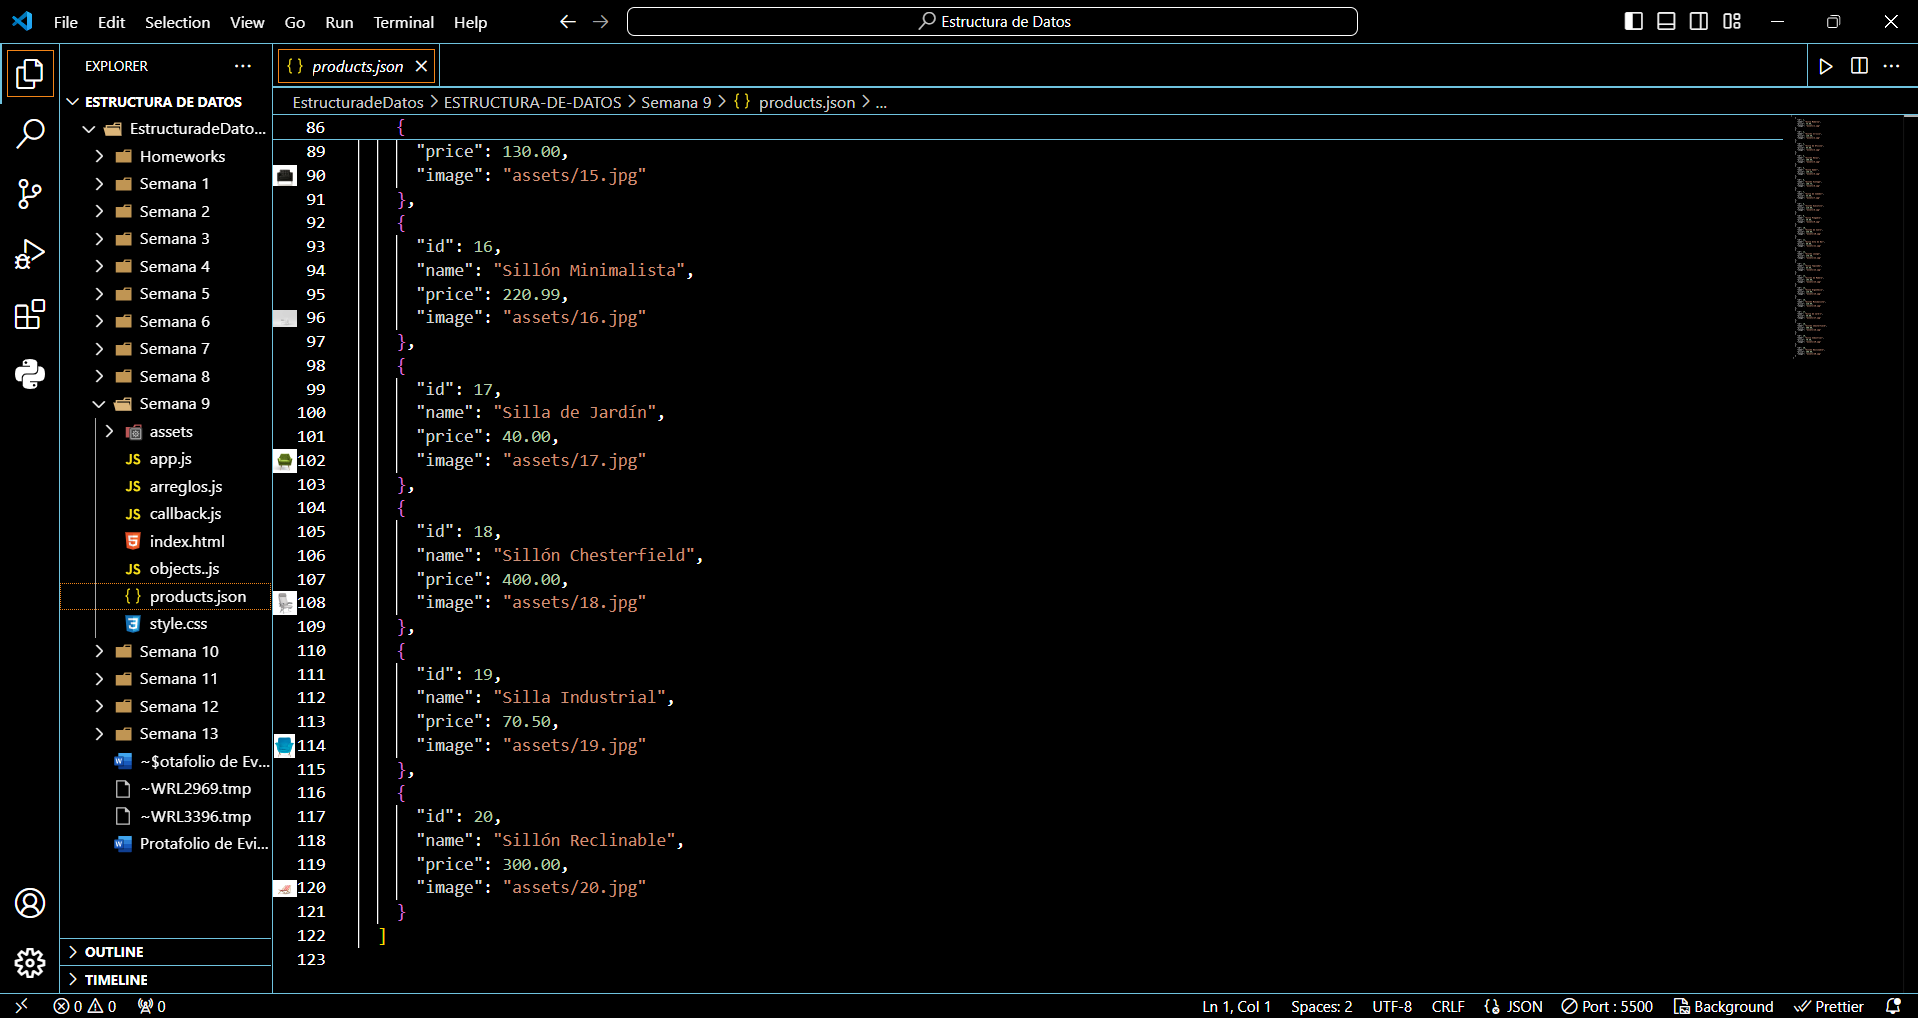 File Edit Selection View Go Run Terminal Help
Estructura de Datos
EXPLORER
products.json
ESTRUCTURA DE DATOS
EstructuradeDatos > ESTRUCTURA-DE-DATOS > Semana 9 > {} products.json > ...
EstructuradeDato...
Homeworks
Semana 1
Semana 2
Semana 3
Semana 4
Semana 5
Semana 6
Semana 7
Semana 8
Semana 9
assets
JS app.js
JS arreglos.js
JS callback.js
index.html
JS objects..js
{} products.json
style.css
Semana 10
Semana 11
Semana 12
Semana 13
~$otafolio de Ev...
~WRL2969.tmp
~WRL3396.tmp
Protafolio de Evi...
OUTLINE
TIMELINE
86 {
89 "price": 130.00,
90 "image": "assets/15.jpg"
91 },
92 {
93 "id": 16,
94 "name": "Sillón Minimalista",
95 "price": 220.99,
96 "image": "assets/16.jpg"
97 },
98 {
99 "id": 17,
100 "name": "Silla de Jardín",
101 "price": 40.00,
102 "image": "assets/17.jpg"
103 },
104 {
105 "id": 18,
106 "name": "Sillón Chesterfield",
107 "price": 400.00,
108 "image": "assets/18.jpg"
109 },
110 {
111 "id": 19,
112 "name": "Silla Industrial",
113 "price": 70.50,
114 "image": "assets/19.jpg"
115 },
116 {
117 "id": 20,
118 "name": "Sillón Reclinable",
119 "price": 300.00,
120 "image": "assets/20.jpg"
121 }
122 ]
123
0 0 0 Ln 1, Col 1 Spaces: 2 UTF-8 CRLF {} JSON Port : 5500 Background Prettier